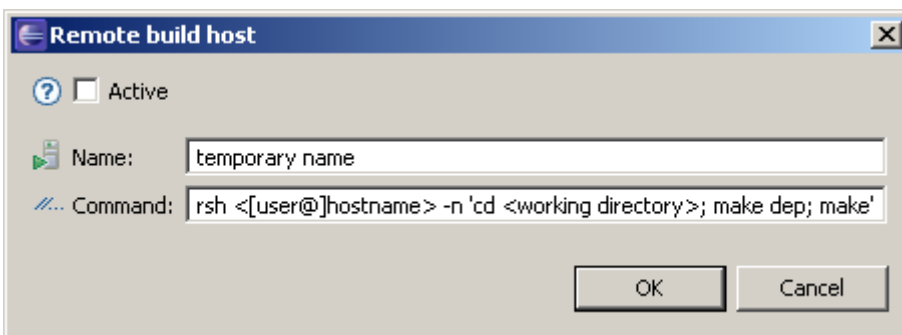 Remote build host
Active
Name: temporary name
//... Command: rsh <[user@]hostname> -n 'cd <working directory>; make dep; make'
OK Cancel